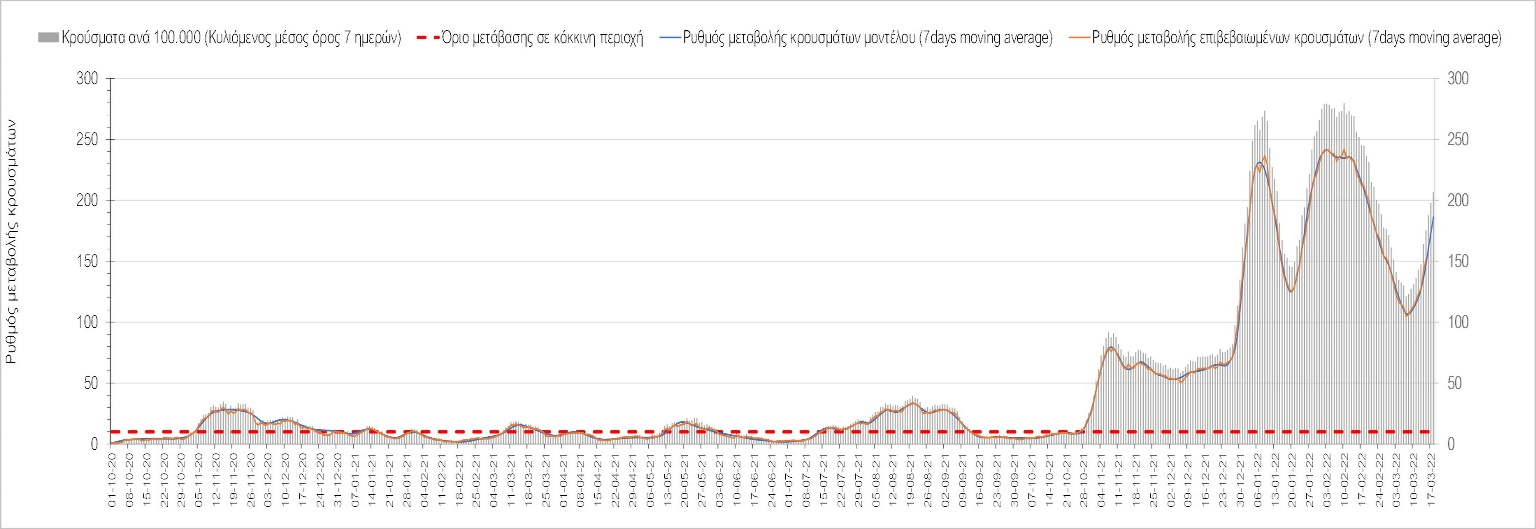 Κρούσματα ανά 100.000 (Κυλιόμενος μέσος όρος 7 ημερών) Όριο μετάβασης σε κόκκινη περιοχή Ρυθμός μεταβολής κρουσμάτων μοντέλου (7days moving average) Ρυθμός μεταβολής επιβεβαιωμένων κρουσμάτων (7days moving average)
Ρυθμός μεταβολής κρουσμάτων
300 300
250 250
200 200
150 150
100 100
50 50
0 0
01-10-20 08-10-20 15-10-20 22-10-20 29-10-20 05-11-20 12-11-20 19-11-20 26-11-20 03-12-20 10-12-20 17-12-20 24-12-20 31-12-20 07-01-21 14-01-21 21-01-21 28-01-21 04-02-21 11-02-21 18-02-21 25-02-21 04-03-21 11-03-21 18-03-21 25-03-21 01-04-21 08-04-21 15-04-21 22-04-21 29-04-21 06-05-21 13-05-21 20-05-21 27-05-21 03-06-21 10-06-21 17-06-21 24-06-21 01-07-21 08-07-21 15-07-21 22-07-21 29-07-21 05-08-21 12-08-21 19-08-21 26-08-21 02-09-21 09-09-21 16-09-21 23-09-21 30-09-21 07-10-21 14-10-21 21-10-21 28-10-21 04-11-21 11-11-21 18-11-21 25-11-21 02-12-21 09-12-21 16-12-21 23-12-21 30-12-21 06-01-22 13-01-22 20-01-22 27-01-22 03-02-22 10-02-22 17-02-22 24-02-22 03-03-22 10-03-22 17-03-22